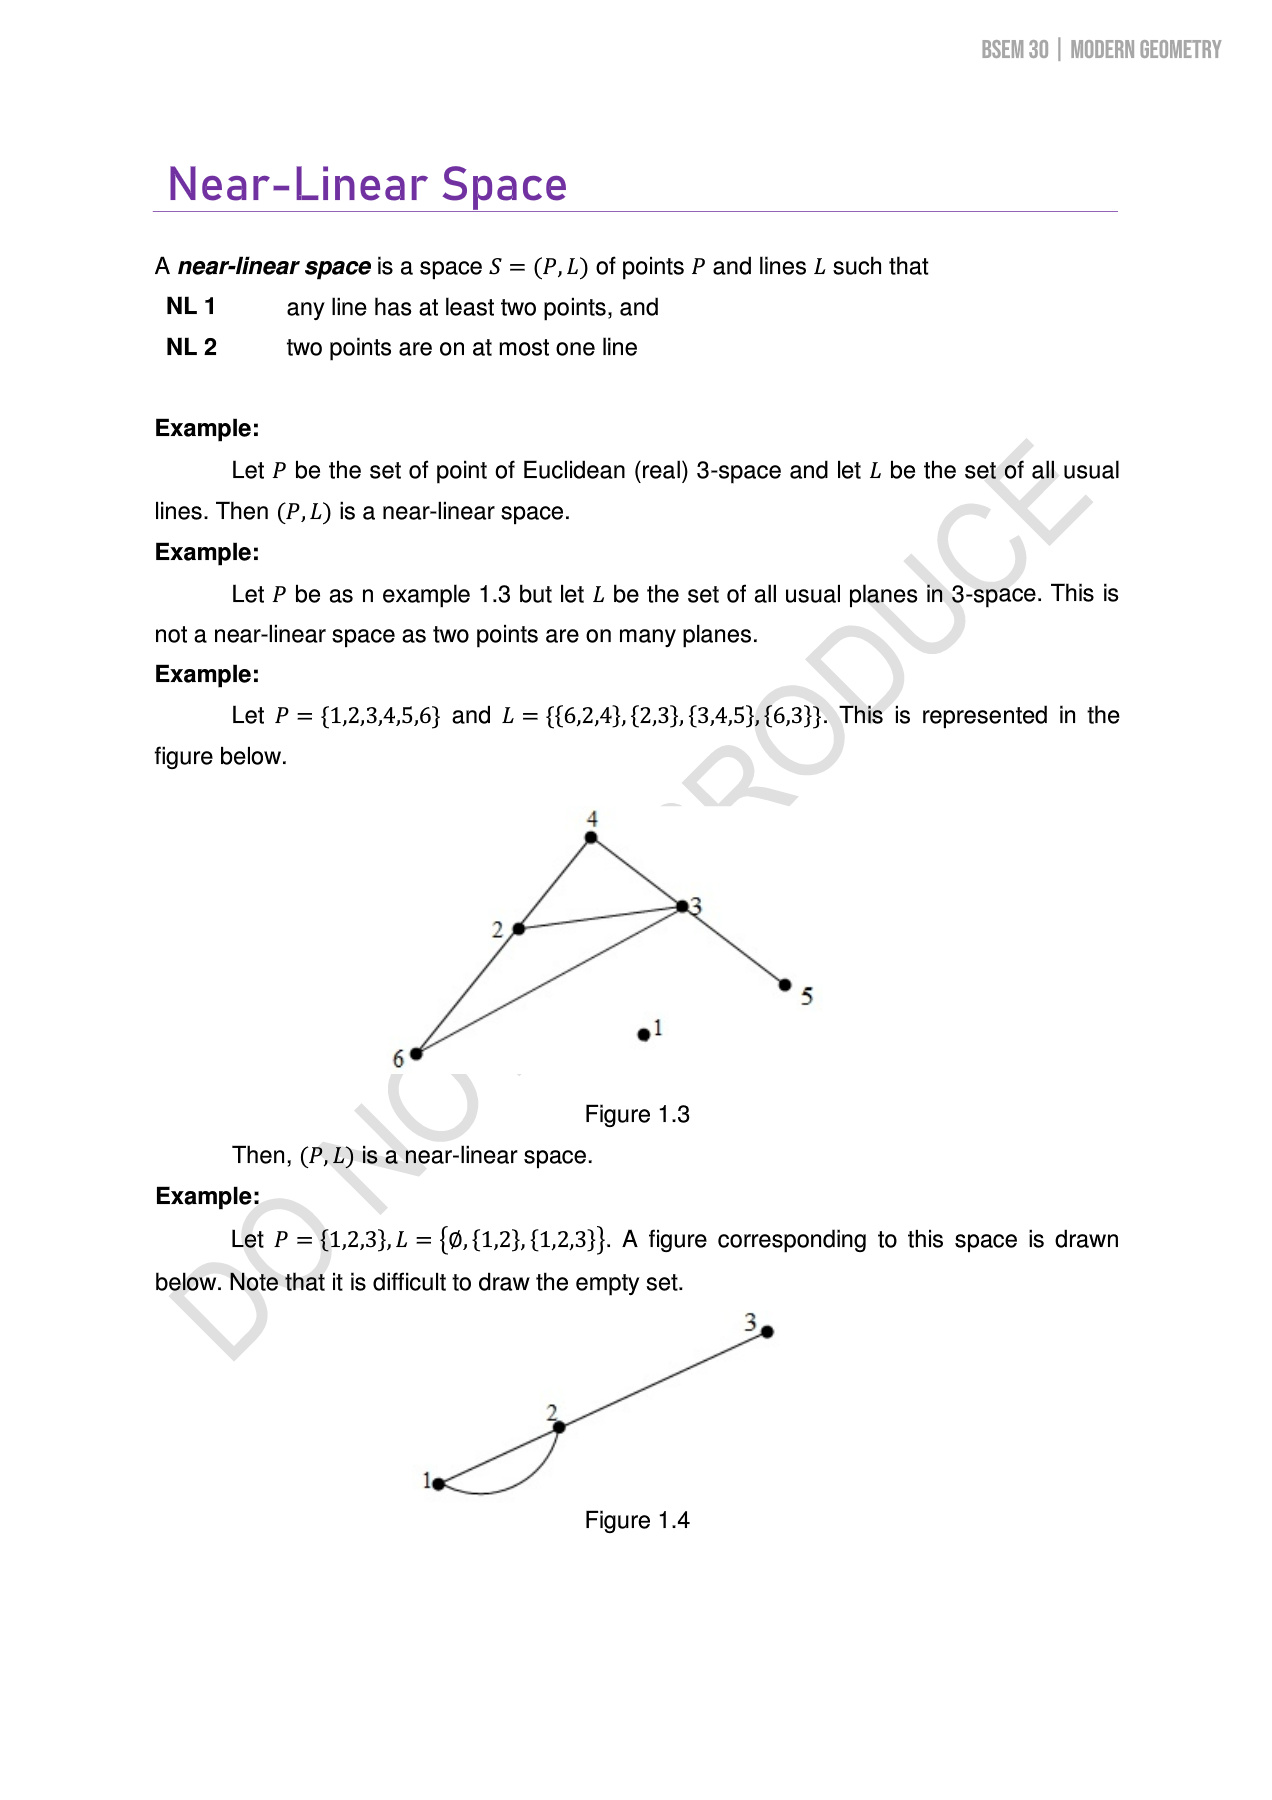 BSEM 30 | MODERN GEOMETRY
Near-Linear Space
A near-linear space is a space S = (P, L) of points P and lines L such that
NL 1 any line has at least two points, and
NL 2 two points are on at most one line
Example:
Let P be the set of point of Euclidean (real) 3-space and let L be the set of all usual
lines. Then (P, L) is a near-linear space.
Example:
Let P be as n example 1.3 but let L be the set of all usual planes in 3-space. This is
not a near-linear space as two points are on many planes.
Example:
Let P = {1,2,3,4,5,6} and L = {{6,2,4}, {2,3}, {3,4,5}, {6,3}}. This is represented in the
figure below.
4
3
2
5
1
6
Figure 1.3
Then, (P, L) is a near-linear space.
Example:
Let P = {1,2,3}, L = {∅, {1,2}, {1,2,3}}. A figure corresponding to this space is drawn
below. Note that it is difficult to draw the empty set.
3
2
1
Figure 1.4